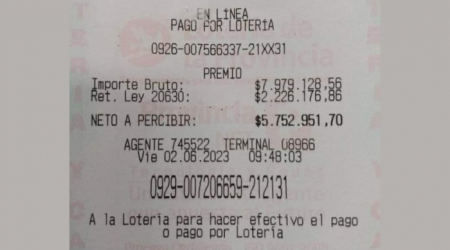 EN LINEA
PAGO POR LOTERIA
0926-007566337-21XX31
PREMIO
Importe Bruto: $7.979.128,56
Ret. Ley 20630: $2.226.176,86
NETO A PERCIBIR: $5.752.951,70
AGENTE 745522 TERMINAL 08966
Vie 02.06.2023 09:48:03
0929-007206659-212131
A la Loteria para hacer efectivo el pago
o pago por Loteria